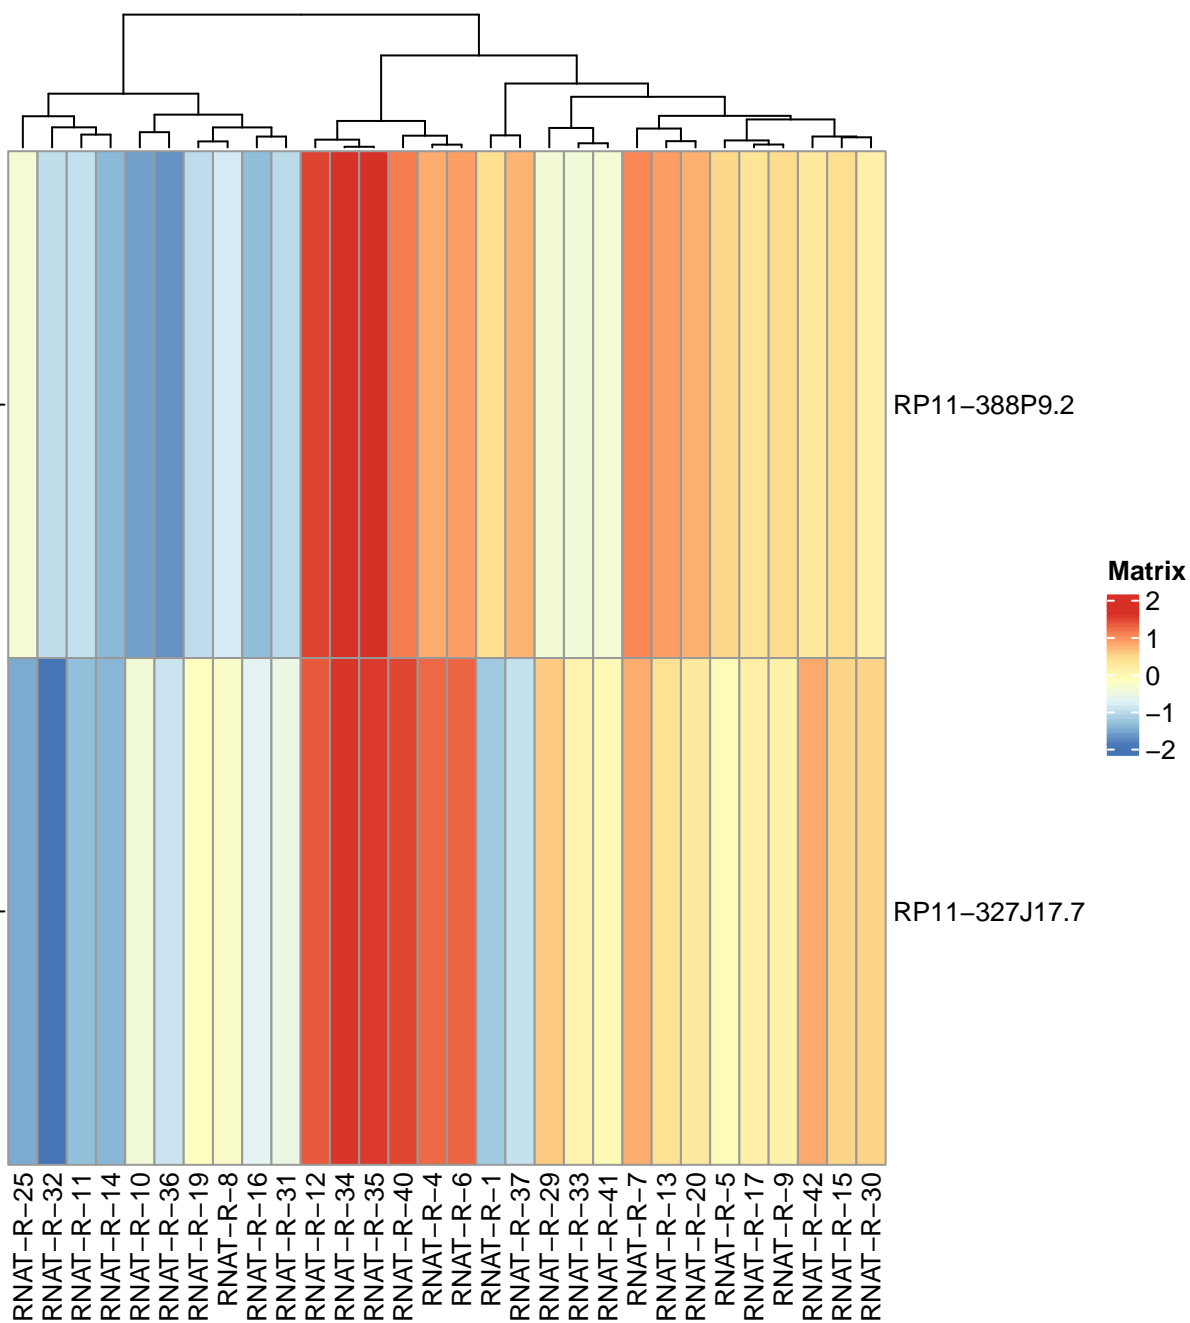 RP11−388P9.2
Matrix
2
1
0
−1
−2
RP11−327J17.7
RNAT−R−25
RNAT−R−32
RNAT−R−11
RNAT−R−14
RNAT−R−10
RNAT−R−36
RNAT−R−19
RNAT−R−8
RNAT−R−16
RNAT−R−31
RNAT−R−12
RNAT−R−34
RNAT−R−35
RNAT−R−40
RNAT−R−4
RNAT−R−6
RNAT−R−1
RNAT−R−37
RNAT−R−29
RNAT−R−33
RNAT−R−41
RNAT−R−7
RNAT−R−13
RNAT−R−20
RNAT−R−5
RNAT−R−17
RNAT−R−9
RNAT−R−42
RNAT−R−15
RNAT−R−30